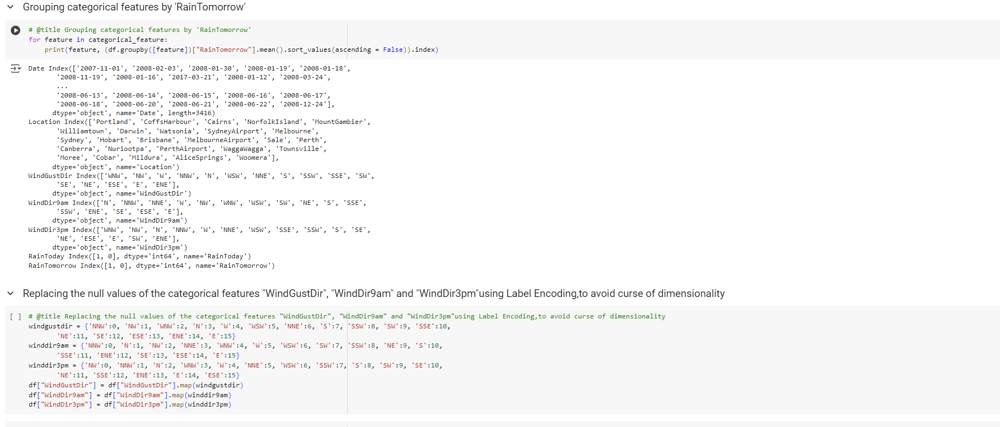 Grouping categorical features by 'RainTomorrow'
# @title Grouping categorical features by 'RainTomorrow'
for feature in categorical_feature:
    print(feature, (df.groupby([feature])["RainTomorrow"].mean().sort_values(ascending = False)).index)
Date Index(['2007-11-01', '2008-02-03', '2008-01-30', '2008-01-19', '2008-01-18',
       '2008-11-19', '2008-01-16', '2017-03-21', '2008-01-12', '2008-03-24',
       ...
       '2008-06-13', '2008-06-14', '2008-06-15', '2008-06-16', '2008-06-17',
       '2008-06-18', '2008-06-20', '2008-06-21', '2008-06-22', '2008-12-24'],
      dtype='object', name='Date', length=3416)
Location Index(['Portland', 'CoffsHarbour', 'Cairns', 'NorfolkIsland', 'MountGambier',
       'Williamtown', 'Darwin', 'Watsonia', 'SydneyAirport', 'Melbourne',
       'Sydney', 'Hobart', 'Brisbane', 'MelbourneAirport', 'Sale', 'Perth',
       'Canberra', 'Nuriootpa', 'PerthAirport', 'WaggaWagga', 'Townsville',
       'Moree', 'Cobar', 'Mildura', 'AliceSprings', 'Woomera'],
      dtype='object', name='Location')
WindGustDir Index(['WNW', 'NW', 'W', 'NNW', 'N', 'WSW', 'NNE', 'S', 'SSW', 'SSE', 'SW',
       'SE', 'NE', 'ESE', 'E', 'ENE'],
      dtype='object', name='WindGustDir')
WindDir9am Index(['N', 'NNW', 'NNE', 'W', 'NW', 'WNW', 'WSW', 'SW', 'NE', 'S', 'SSE',
       'SSW', 'ENE', 'SE', 'ESE', 'E'],
      dtype='object', name='WindDir9am')
WindDir3pm Index(['WNW', 'NW', 'N', 'NNW', 'W', 'NNE', 'WSW', 'SSE', 'SSW', 'S', 'SE',
       'NE', 'ESE', 'E', 'SW', 'ENE'],
      dtype='object', name='WindDir3pm')
RainToday Index([1, 0], dtype='int64', name='RainToday')
RainTomorrow Index([1, 0], dtype='int64', name='RainTomorrow')
Replacing the null values of the categorical features "WindGustDir", "WindDir9am" and "WindDir3pm"using Label Encoding,to avoid curse of dimensionality
[ ] # @title Replacing the null values of the categorical features "WindGustDir", "WindDir9am" and "WindDir3pm"using Label Encoding,to avoid curse of dimensionality
windgustdir = {'NNW':0, 'NW':1, 'WNW':2, 'N':3, 'W':4, 'WSW':5, 'NNE':6, 'S':7, 'SSW':8, 'SW':9, 'SSE':10,
       'NE':11, 'SE':12, 'ESE':13, 'ENE':14, 'E':15}
winddir9am = {'NNW':0, 'N':1, 'NW':2, 'NNE':3, 'WNW':4, 'W':5, 'WSW':6, 'SW':7, 'SSW':8, 'NE':9, 'S':10,
       'SSE':11, 'ENE':12, 'SE':13, 'ESE':14, 'E':15}
winddir3pm = {'NW':0, 'NNW':1, 'N':2, 'WNW':3, 'W':4, 'NNE':5, 'WSW':6, 'SSW':7, 'S':8, 'SW':9, 'SE':10,
       'NE':11, 'SSE':12, 'ENE':13, 'E':14, 'ESE':15}
df["WindGustDir"] = df["WindGustDir"].map(windgustdir)
df["WindDir9am"] = df["WindDir9am"].map(winddir9am)
df["WindDir3pm"] = df["WindDir3pm"].map(winddir3pm)